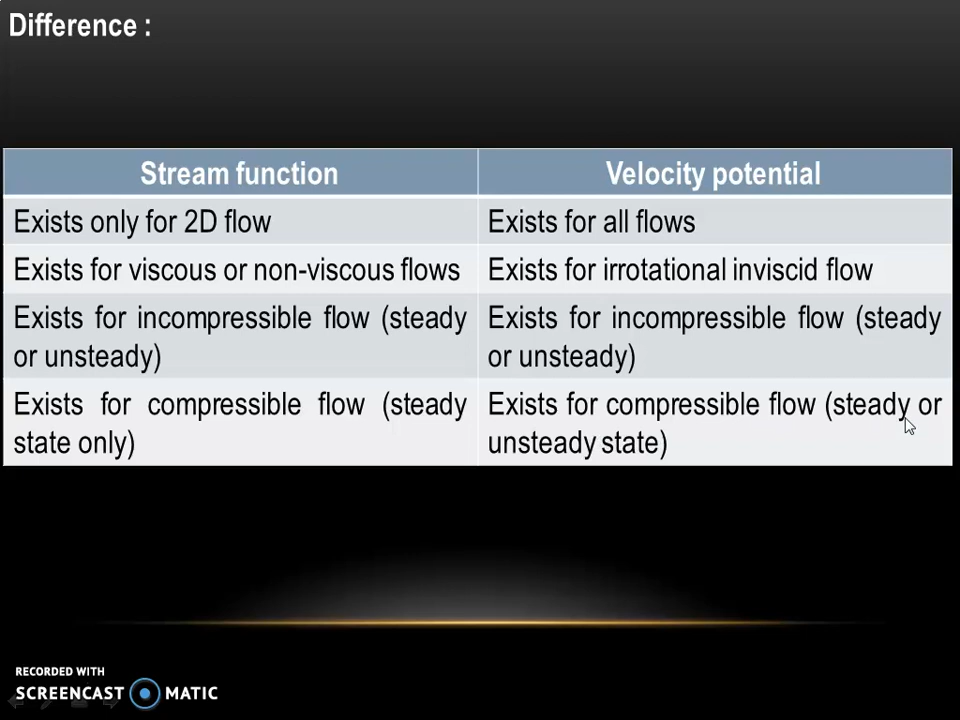 Difference :
Stream function
Velocity potential
Exists only for 2D flow
Exists for all flows
Exists for viscous or non-viscous flows
Exists for irrotational inviscid flow
Exists for incompressible flow (steady
or unsteady)
Exists for incompressible flow (steady
or unsteady)
Exists for compressible flow (steady
state only)
Exists for compressible flow (steady or
unsteady state)
RECORDED WITH
SCREENCAST MATIC